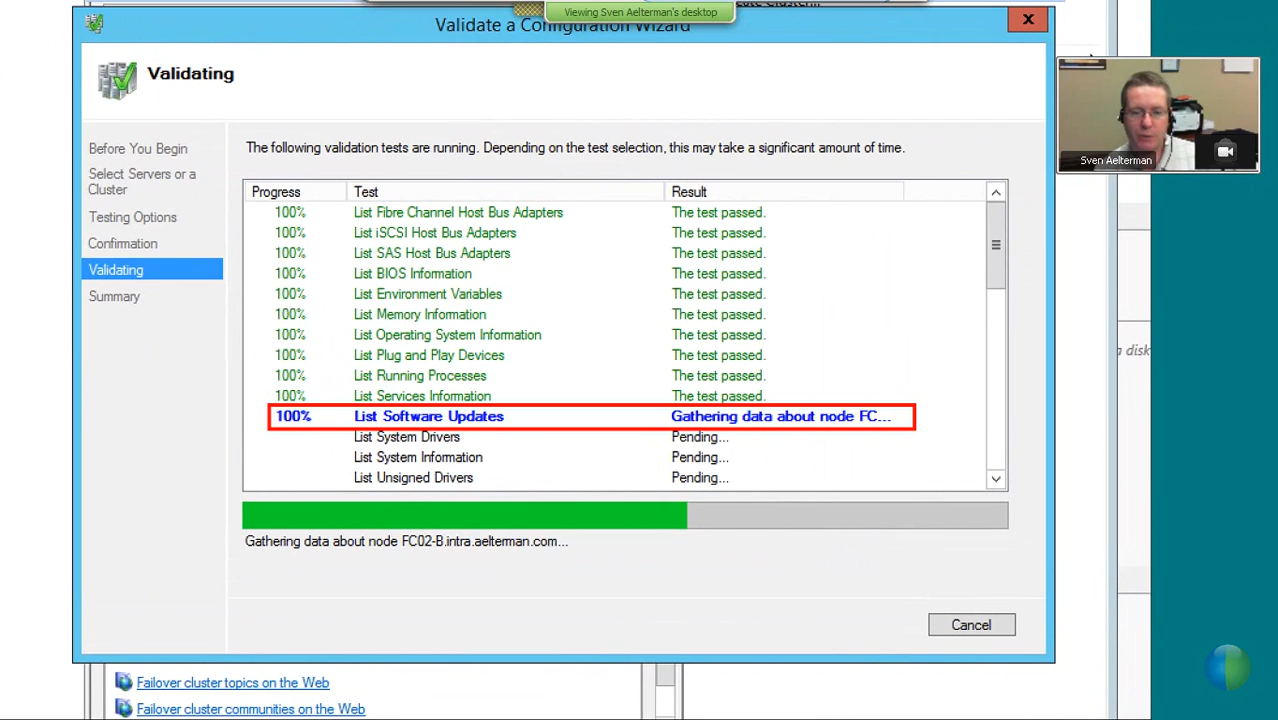 Viewing Sven Aelterman's desktop
Validate a Configuration Wizard
Validating
Sven Aelterman
Before You Begin
Select Servers or a
Cluster
Testing Options
Confirmation
Validating
Summary
The following validation tests are running. Depending on the test selection, this may take a significant amount of time.
Progress Test Result
100% List Fibre Channel Host Bus Adapters The test passed.
100% List iSCSI Host Bus Adapters The test passed.
100% List SAS Host Bus Adapters The test passed.
100% List BIOS Information The test passed.
100% List Environment Variables The test passed.
100% List Memory Information The test passed.
100% List Operating System Information The test passed.
100% List Plug and Play Devices The test passed.
100% List Running Processes The test passed.
100% List Services Information The test passed.
100% List Software Updates Gathering data about node FC...
List System Drivers Pending...
List System Information Pending...
List Unsigned Drivers Pending...
a disk
Gathering data about node FC02-B.intra.aelterman.com...
Cancel
Failover cluster topics on the Web
Failover cluster communities on the Web